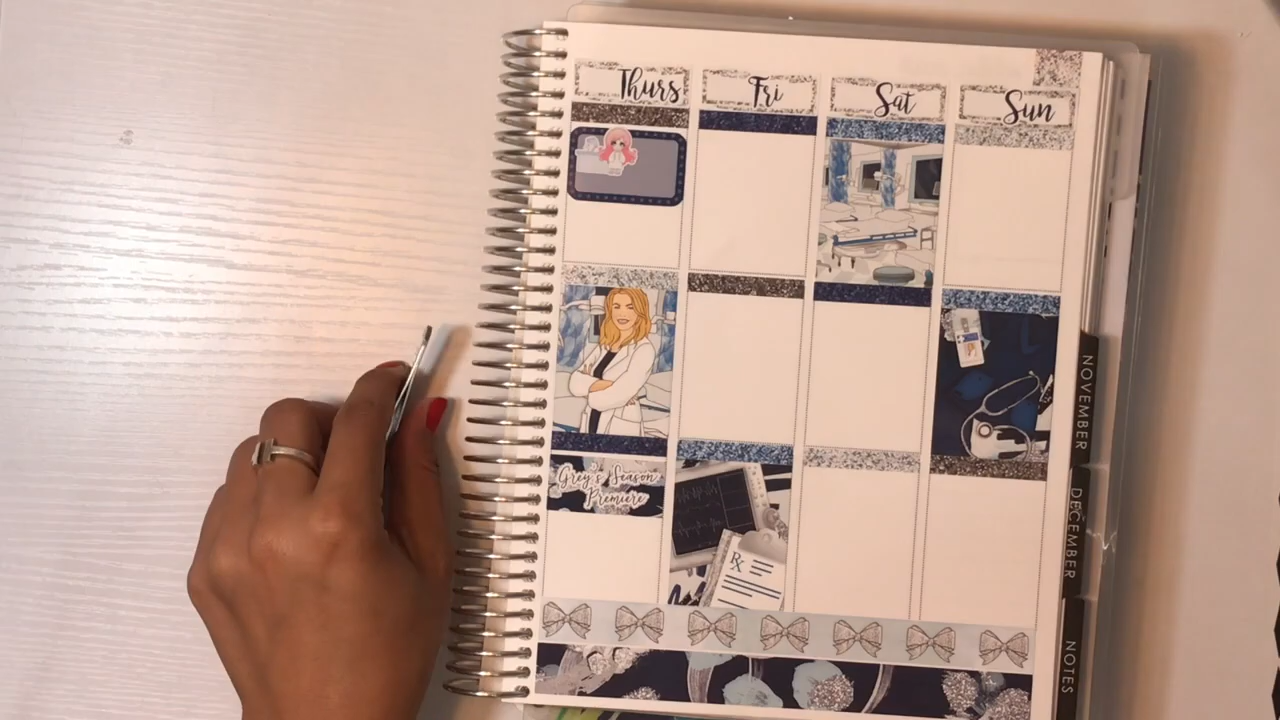 Thurs
Fri
Sat
Sun
Grey's Season
Premiere
Rx
NOVEMBER
DECEMBER
NOTES